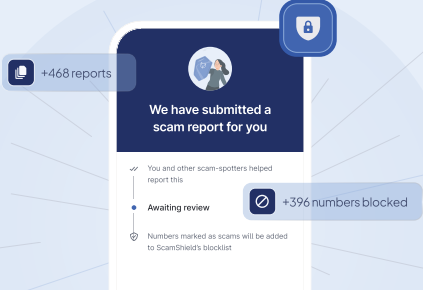 +468 reports
We have submitted a
scam report for you
You and other scam-spotters helped
report this
Awaiting review
+396 numbers blocked
Numbers marked as scams will be added
to ScamShield's blocklist